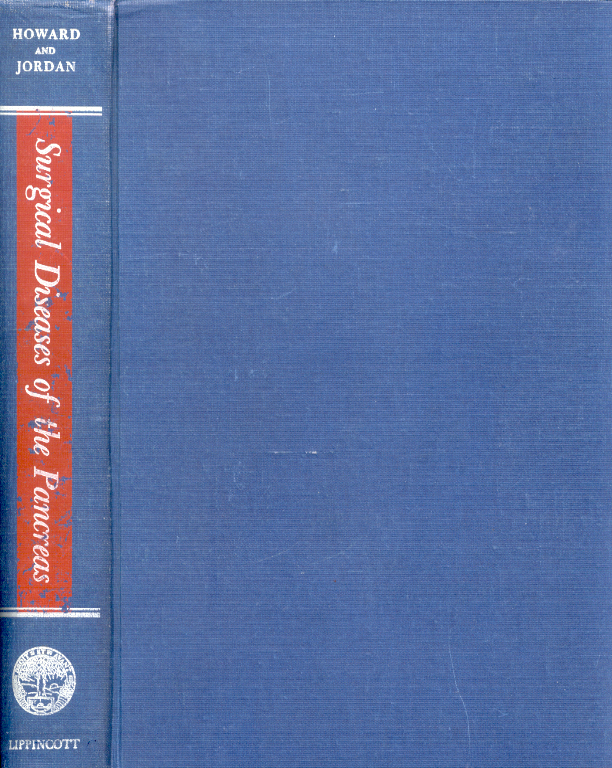 HOWARD
AND
JORDAN
Surgical Diseases of the Pancreas
LIPPINCOTT